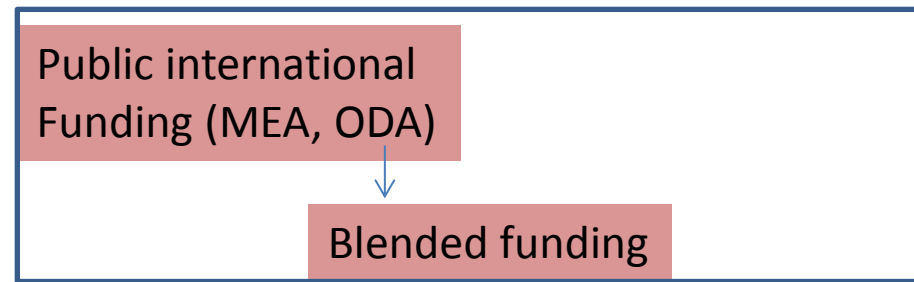 Public international
Funding (MEA, ODA)
Blended funding